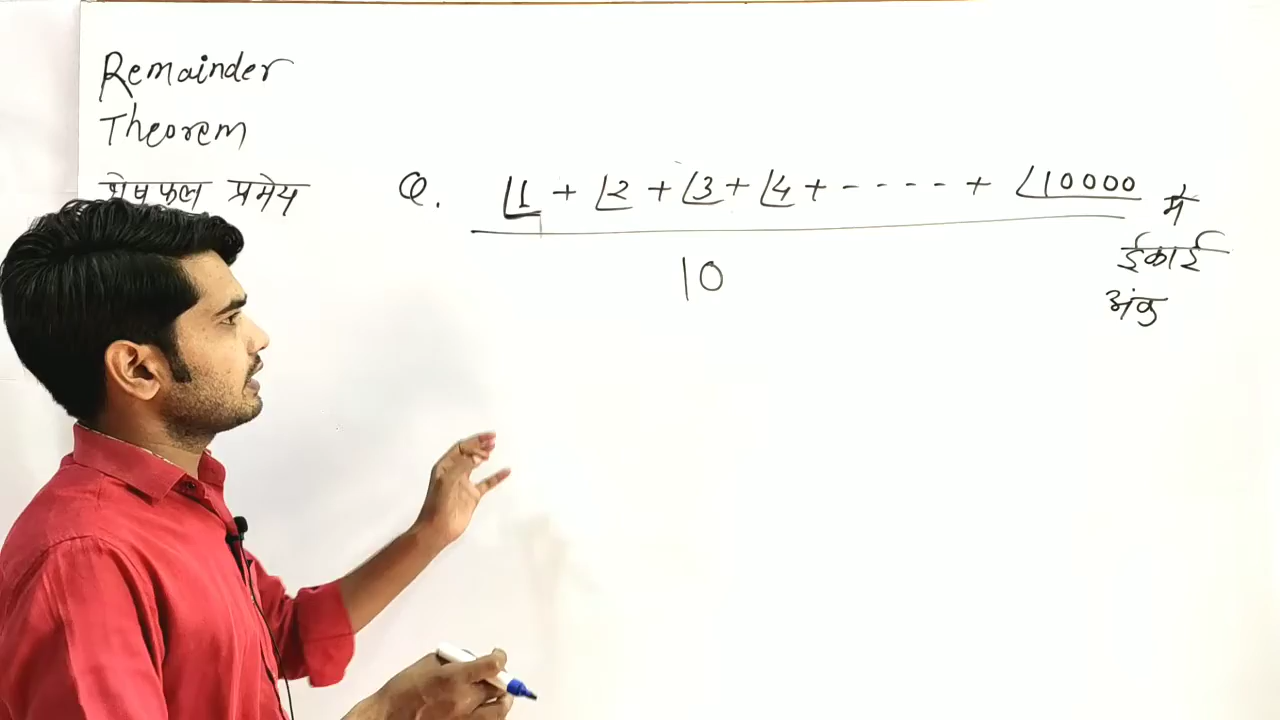 Remainder
Theorem
शेषफल प्रमेय
Q. ⌊1 + ⌊2 + ⌊3 + ⌊4 + - - - - - + ⌊10000 में
10
ईकाई
अंक